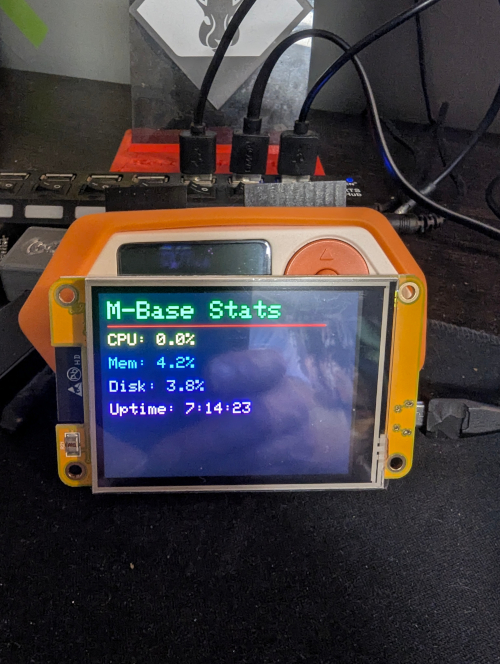 M-Base Stats
CPU: 0.0%
Mem: 4.2%
Disk: 3.8%
Uptime: 7:14:23